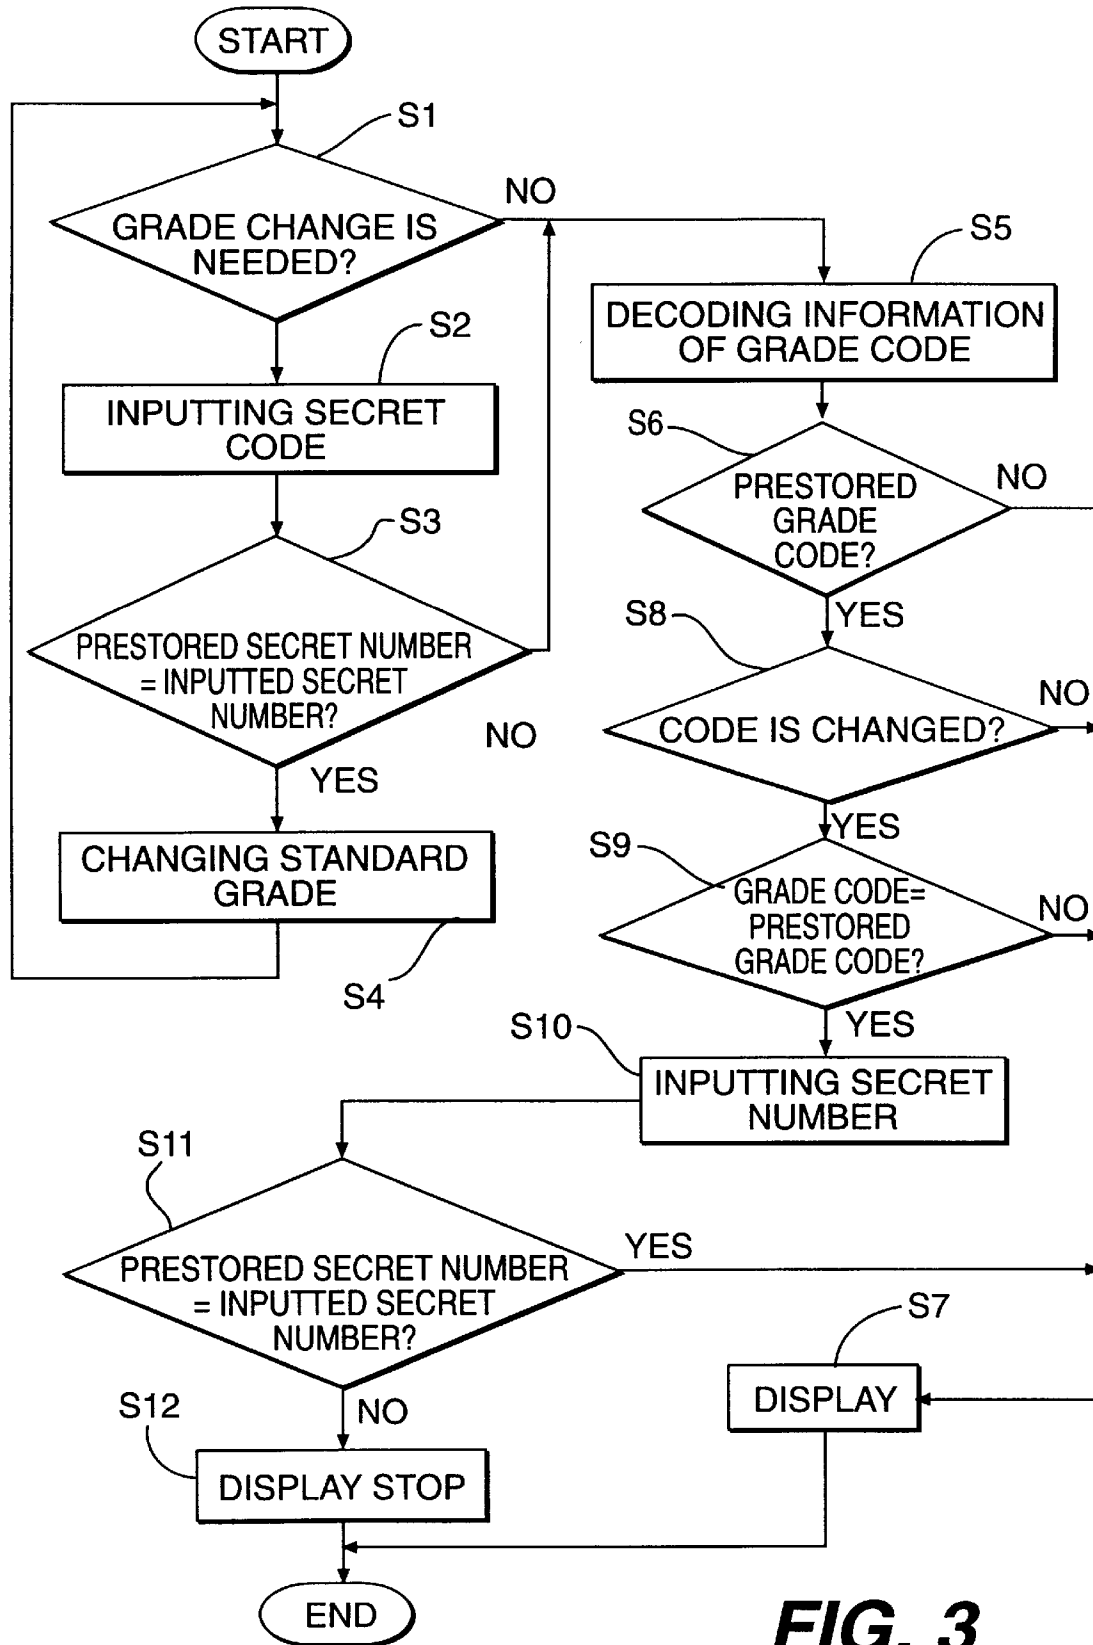 START
S1
GRADE CHANGE IS
NEEDED?
NO
S2
INPUTTING SECRET
CODE
S3
PRESTORED SECRET NUMBER
= INPUTTED SECRET
NUMBER?
NO
YES
CHANGING STANDARD
GRADE
S4
S5
DECODING INFORMATION
OF GRADE CODE
S6
PRESTORED
GRADE
CODE?
NO
YES
S8
CODE IS CHANGED?
NO
YES
S9
GRADE CODE=
PRESTORED
GRADE CODE?
NO
YES
S10
INPUTTING SECRET
NUMBER
S11
PRESTORED SECRET NUMBER
= INPUTTED SECRET
NUMBER?
YES
NO
S7
DISPLAY
S12
DISPLAY STOP
END
FIG. 3